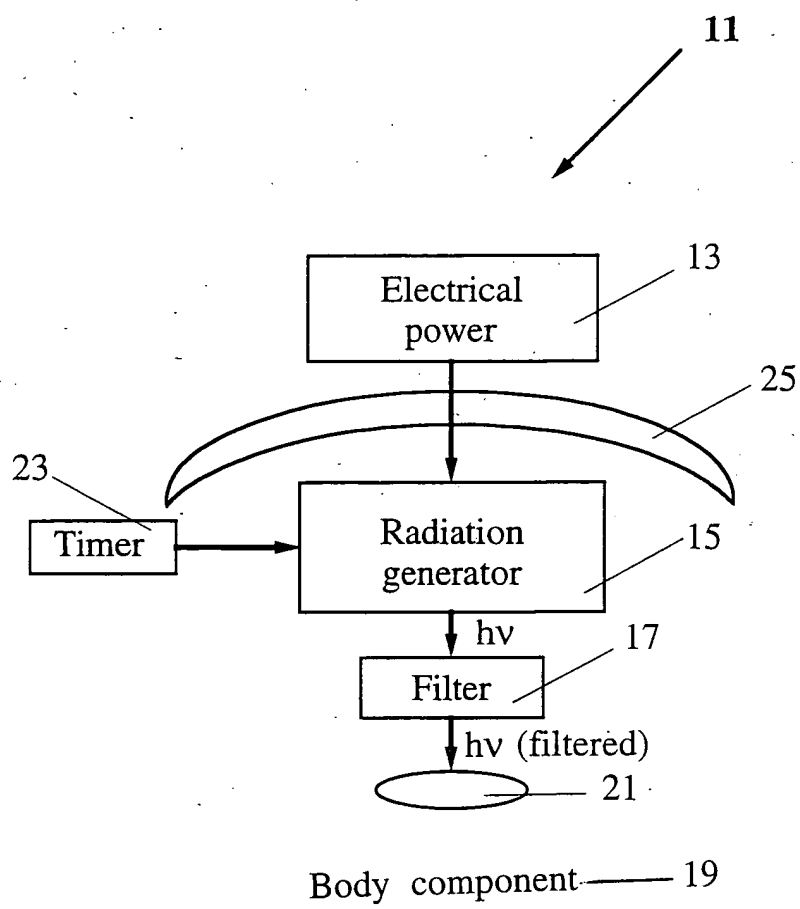 11
Electrical
power
13
25
23
Timer
Radiation
generator
15
hν
17
Filter
hν (filtered)
21
Body component
19